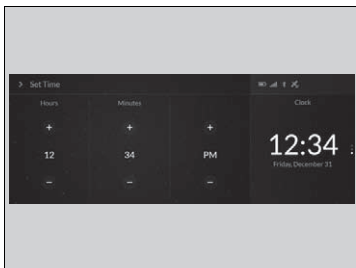 Set Time
Hours
Minutes
Clock
+
+
+
12
34
PM
12:34
Friday, December 31
−
−
−